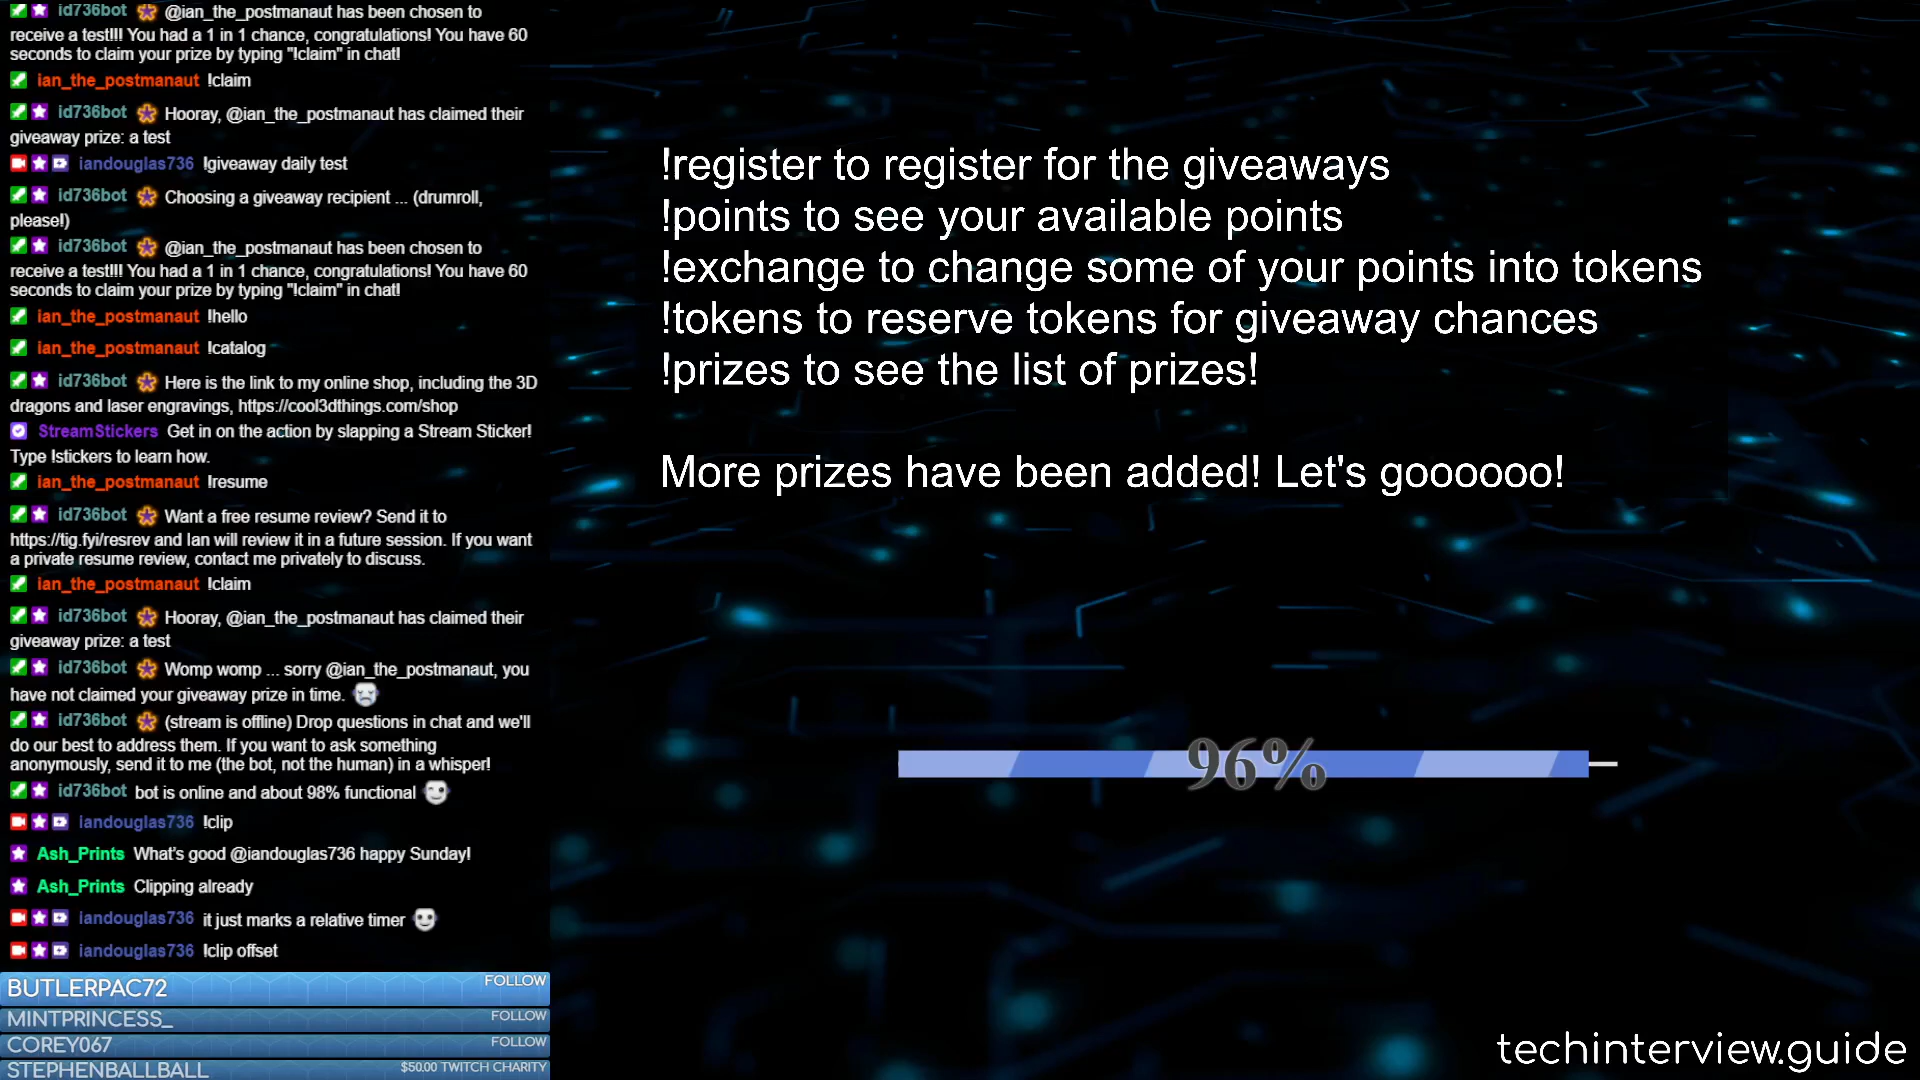 id736bot @ian_the_postmanaut has been chosen to
receive a test!!! You had a 1 in 1 chance, congratulations! You have 60
seconds to claim your prize by typing "!claim" in chat!
ian_the_postmanaut !claim
id736bot Hooray, @ian_the_postmanaut has claimed their
giveaway prize: a test
iandouglas736 !giveaway daily test
id736bot Choosing a giveaway recipient ... (drumroll,
please!)
id736bot @ian_the_postmanaut has been chosen to
receive a test!!! You had a 1 in 1 chance, congratulations! You have 60
seconds to claim your prize by typing "!claim" in chat!
ian_the_postmanaut !hello
ian_the_postmanaut !catalog
id736bot Here is the link to my online shop, including the 3D
dragons and laser engravings, https://cool3dthings.com/shop
StreamStickers Get in on the action by slapping a Stream Sticker!
Type !stickers to learn how.
ian_the_postmanaut !resume
id736bot Want a free resume review? Send it to
https://tig.fyi/resrev and Ian will review it in a future session. If you want
a private resume review, contact me privately to discuss.
ian_the_postmanaut !claim
id736bot Hooray, @ian_the_postmanaut has claimed their
giveaway prize: a test
id736bot Womp womp ... sorry @ian_the_postmanaut, you
have not claimed your giveaway prize in time.
id736bot (stream is offline) Drop questions in chat and we'll
do our best to address them. If you want to ask something
anonymously, send it to me (the bot, not the human) in a whisper!
id736bot bot is online and about 98% functional
iandouglas736 !clip
Ash_Prints What's good @iandouglas736 happy Sunday!
Ash_Prints Clipping already
iandouglas736 it just marks a relative timer
iandouglas736 !clip offset
BUTLERPAC72 FOLLOW
MINTPRINCESS_ FOLLOW
COREY067 FOLLOW
STEPHENBALLBALL $50.00 TWITCH CHARITY
!register to register for the giveaways
!points to see your available points
!exchange to change some of your points into tokens
!tokens to reserve tokens for giveaway chances
!prizes to see the list of prizes!
More prizes have been added! Let's goooooo!
96%
techinterview.guide